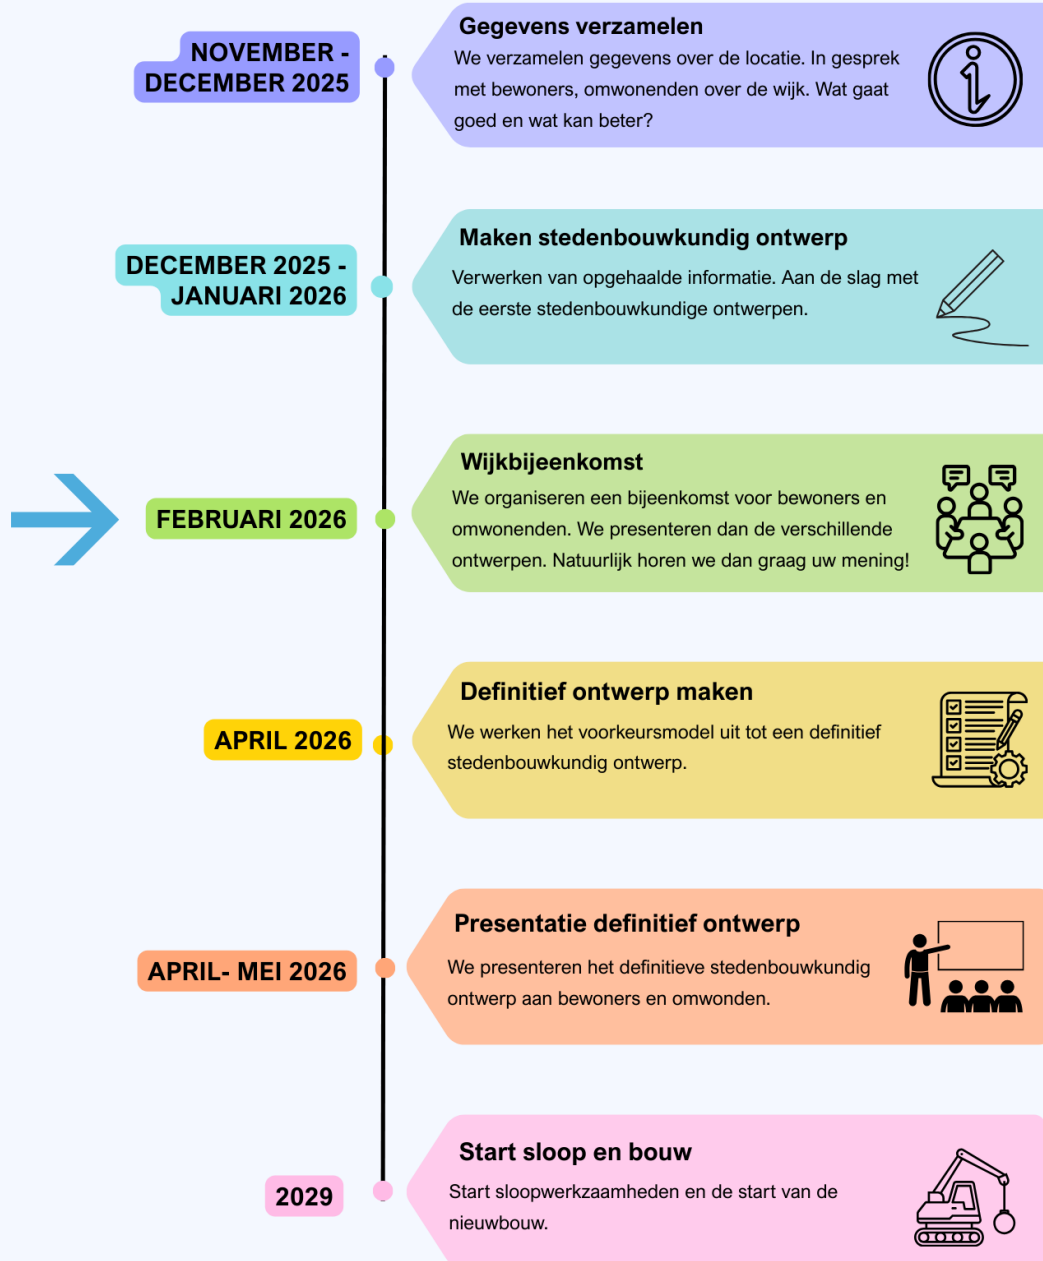 NOVEMBER -
DECEMBER 2025
Gegevens verzamelen
We verzamelen gegevens over de locatie. In gesprek
met bewoners, omwonenden over de wijk. Wat gaat
goed en wat kan beter?
DECEMBER 2025 -
JANUARI 2026
Maken stedenbouwkundig ontwerp
Verwerken van opgehaalde informatie. Aan de slag met
de eerste stedenbouwkundige ontwerpen.
FEBRUARI 2026
Wijkbijeenkomst
We organiseren een bijeenkomst voor bewoners en
omwonenden. We presenteren dan de verschillende
ontwerpen. Natuurlijk horen we dan graag uw mening!
APRIL 2026
Definitief ontwerp maken
We werken het voorkeursmodel uit tot een definitief
stedenbouwkundig ontwerp.
APRIL- MEI 2026
Presentatie definitief ontwerp
We presenteren het definitieve stedenbouwkundig
ontwerp aan bewoners en omwonden.
2029
Start sloop en bouw
Start sloopwerkzaamheden en de start van de
nieuwbouw.